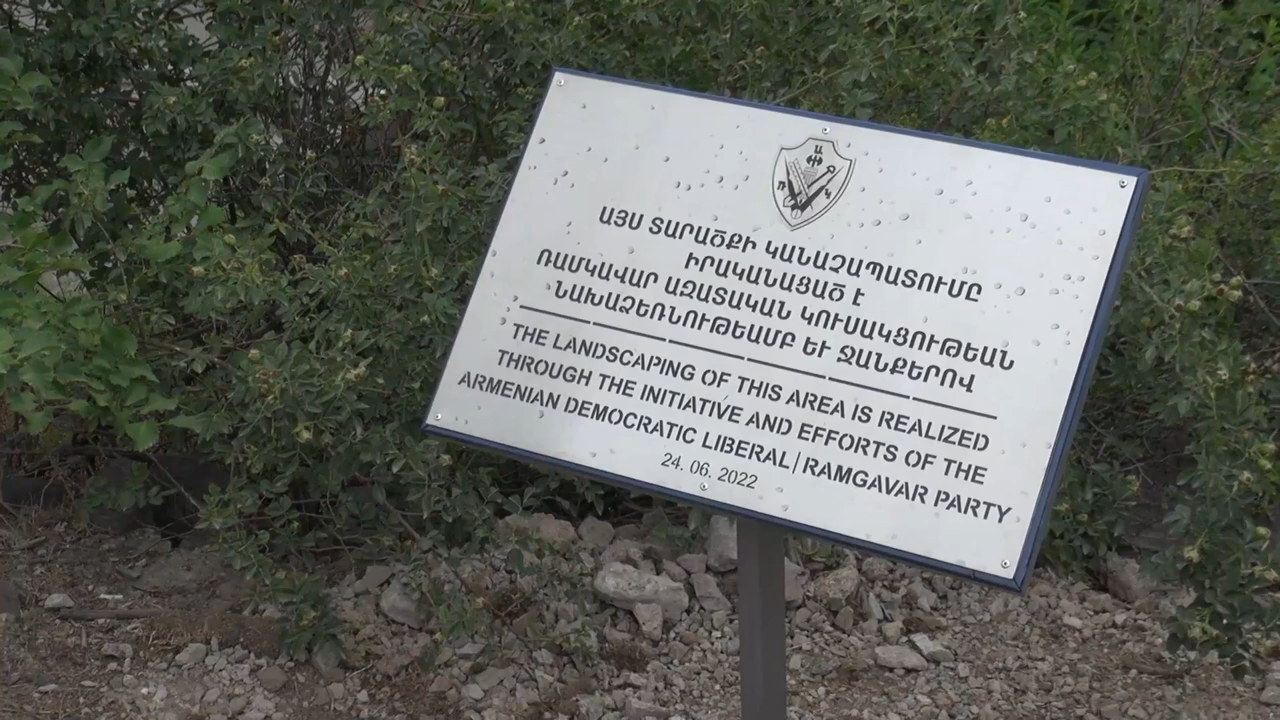 Ա
Ռ
Կ
ԱՅՍ ՏԱՐԱԾՔԻ ԿԱՆԱՉԱՊԱՏՈՒՄԸ
ԻՐԱԿԱՆԱՑԱԾ Է
ՌԱՄԿԱՎԱՐ ԱԶԱՏԱԿԱՆ ԿՈՒՍԱԿՑՈՒԹԵԱՆ
ՆԱԽԱՁԵՌՆՈՒԹԵԱՄԲ ԵՒ ՋԱՆՔԵՐՈՎ
THE LANDSCAPING OF THIS AREA IS REALIZED
THROUGH THE INITIATIVE AND EFFORTS OF THE
ARMENIAN DEMOCRATIC LIBERAL/RAMGAVAR PARTY
24. 06. 2022